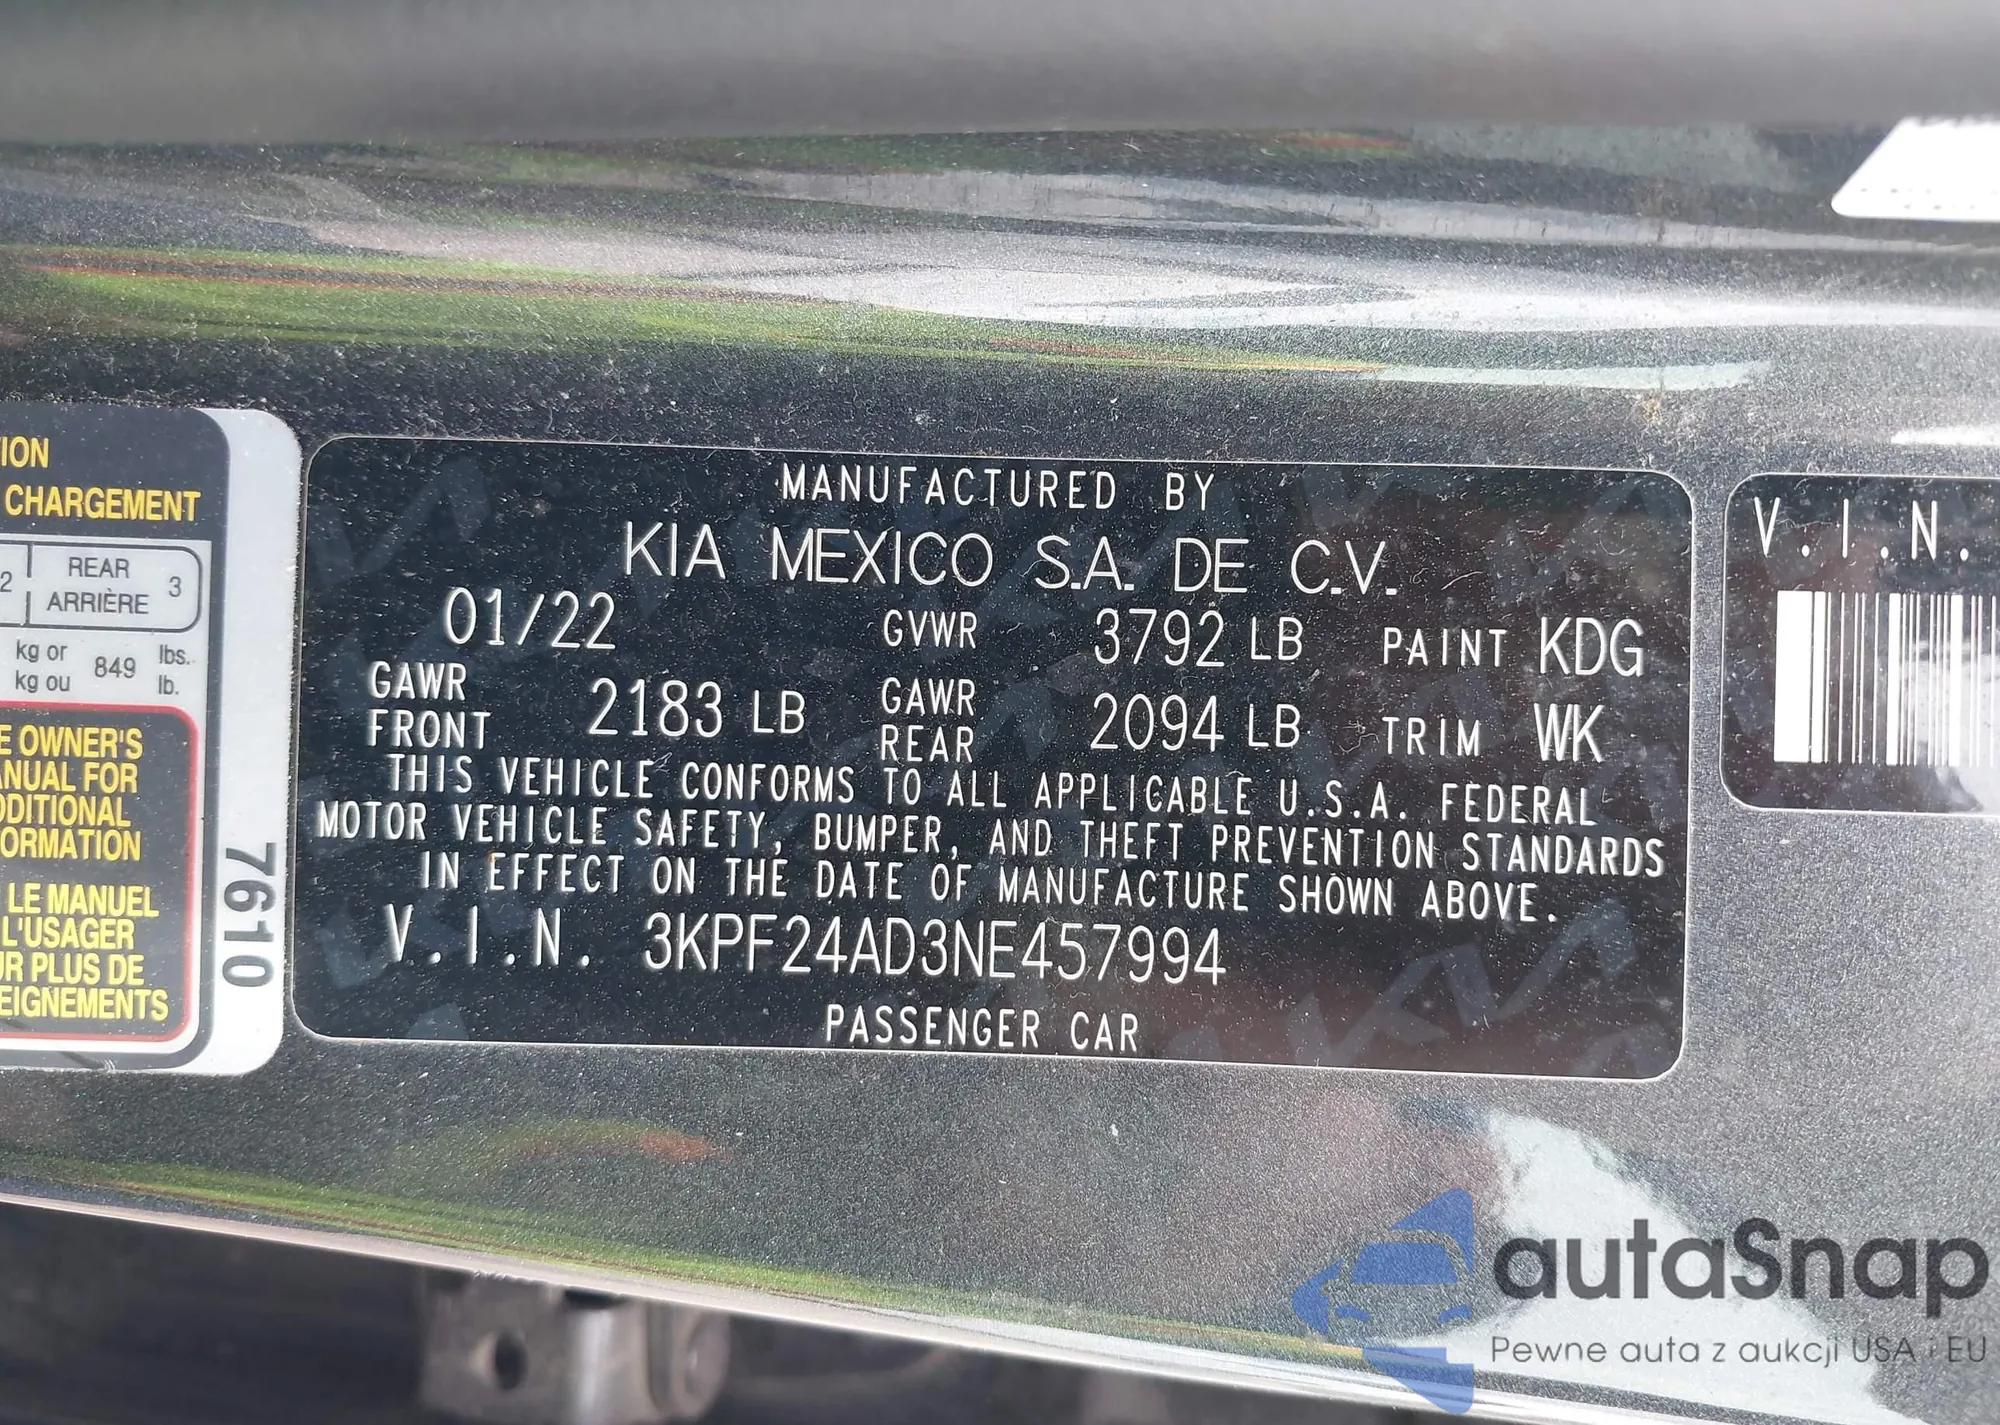 TION
CHARGEMENT
2 REAR 3
ARRIÈRE
kg or 849 lbs.
kg ou lb.
E OWNER'S
ANUAL FOR
DDITIONAL
FORMATION
LE MANUEL
L'USAGER
UR PLUS DE
EIGNEMENTS
7610
MANUFACTURED BY
KIA MEXICO S.A. DE C.V.
01/22 GVWR 3792 LB PAINT KDG
GAWR FRONT 2183 LB GAWR REAR 2094 LB TRIM WK
THIS VEHICLE CONFORMS TO ALL APPLICABLE U.S.A. FEDERAL
MOTOR VEHICLE SAFETY, BUMPER, AND THEFT PREVENTION STANDARDS
IN EFFECT ON THE DATE OF MANUFACTURE SHOWN ABOVE.
V.I.N. 3KPF24AD3NE457994
PASSENGER CAR
V.I.N.
autaSnap
Pewne auta z aukcji USA i EU